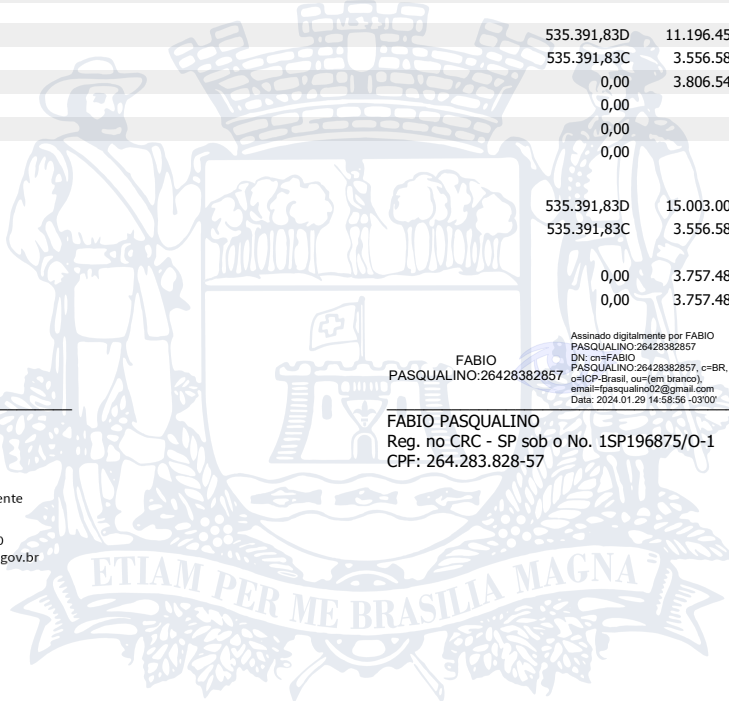 535.391,83D 11.196.45
535.391,83C 3.556.58
0,00 3.806.54
0,00
0,00
0,00
535.391,83D 15.003.00
535.391,83C 3.556.58
0,00 3.757.48
0,00 3.757.48
FABIO
PASQUALINO:26428382857
Assinado digitalmente por FABIO
PASQUALINO:26428382857
DN: cn=FABIO
PASQUALINO:26428382857, c=BR,
o=ICP-Brasil, ou=(em branco),
email=fpasqualino02@gmail.com
Data: 2024.01.29 14:58:56 -03'00'
FABIO PASQUALINO
Reg. no CRC - SP sob o No. 1SP196875/O-1
CPF: 264.283.828-57
ente
0
gov.br
ETIAM PER ME BRASILIA MAGNA